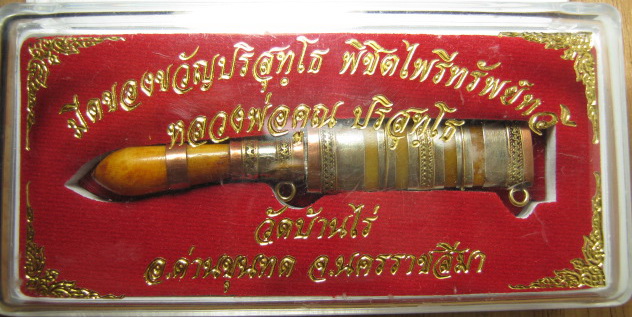 มีดของขวัญปริสุทฺโธ พิชิตไพรีทรัพย์ทวี
หลวงพ่อคูณ ปริสุทฺโธ
วัดบ้านไร่
อ.ด่านขุนทด จ.นครราชสีมา